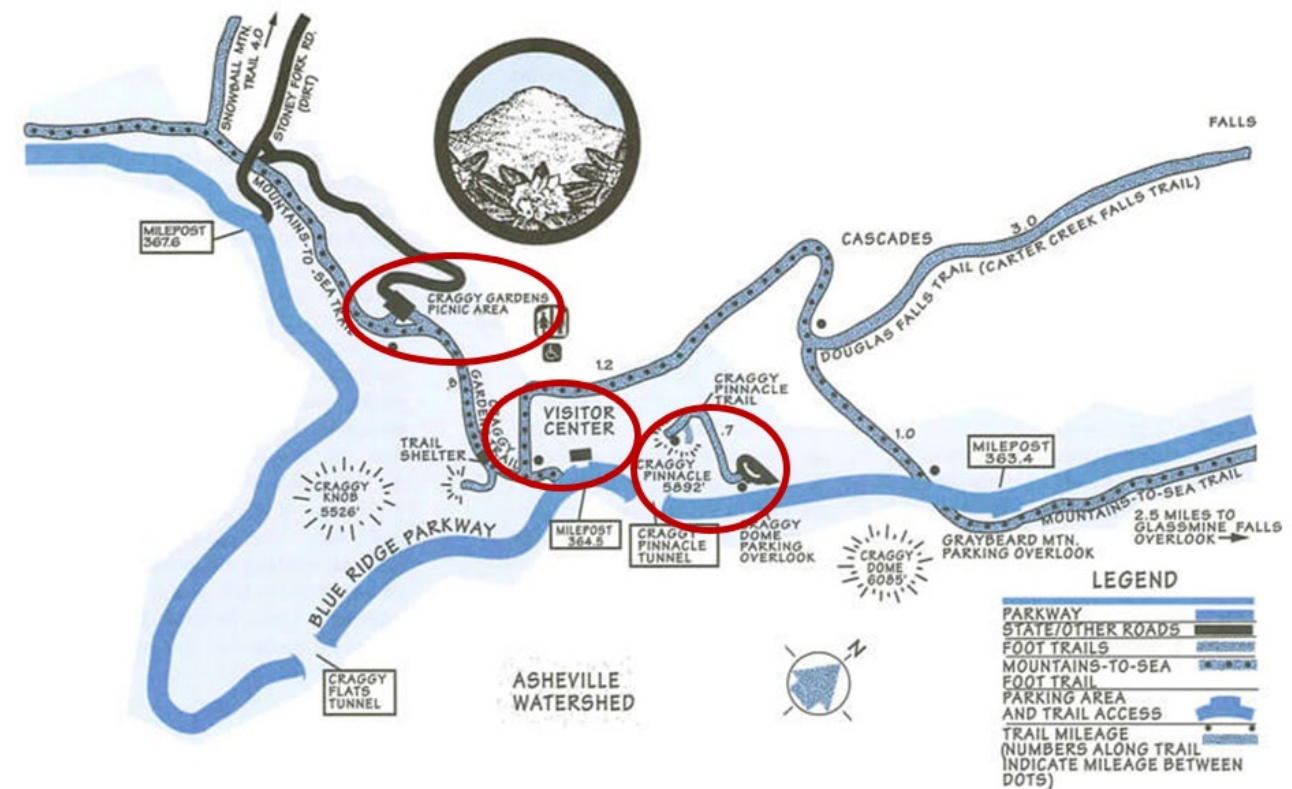 SNOWBALL MTN.
TRAIL 4.0
STONEY FORK RD.
(DIRT)
FALLS
MOUNTAINS-TO-SEA TRAIL
MILEPOST
367.6
3.0
CASCADES
DOUGLAS FALLS TRAIL (CARTER CREEK FALLS TRAIL)
CRAGGY GARDENS
PICNIC AREA
1.2
.8
CRAGGY
GARDENS TRAIL
CRAGGY
PINNACLE
TRAIL
.7
VISITOR
CENTER
1.0
TRAIL
SHELTER
MILEPOST
363.4
CRAGGY
PINNACLE
5892'
CRAGGY
KNOB
5526'
MOUNTAINS-TO-SEA TRAIL
2.5 MILES TO
GLASSMINE FALLS
OVERLOOK
MILEPOST
364.5
CRAGGY
PINNACLE
TUNNEL
CRAGGY
DOME
PARKING
OVERLOOK
GRAYBEARD MTN.
PARKING OVERLOOK
CRAGGY
DOME
6085'
BLUE RIDGE PARKWAY
CRAGGY
FLATS
TUNNEL
ASHEVILLE
WATERSHED
N
LEGEND
PARKWAY
STATE/OTHER ROADS
FOOT TRAILS
MOUNTAINS-TO-SEA
FOOT TRAIL
PARKING AREA
AND TRAIL ACCESS
TRAIL MILEAGE
(NUMBERS ALONG TRAIL
INDICATE MILEAGE BETWEEN
DOTS)